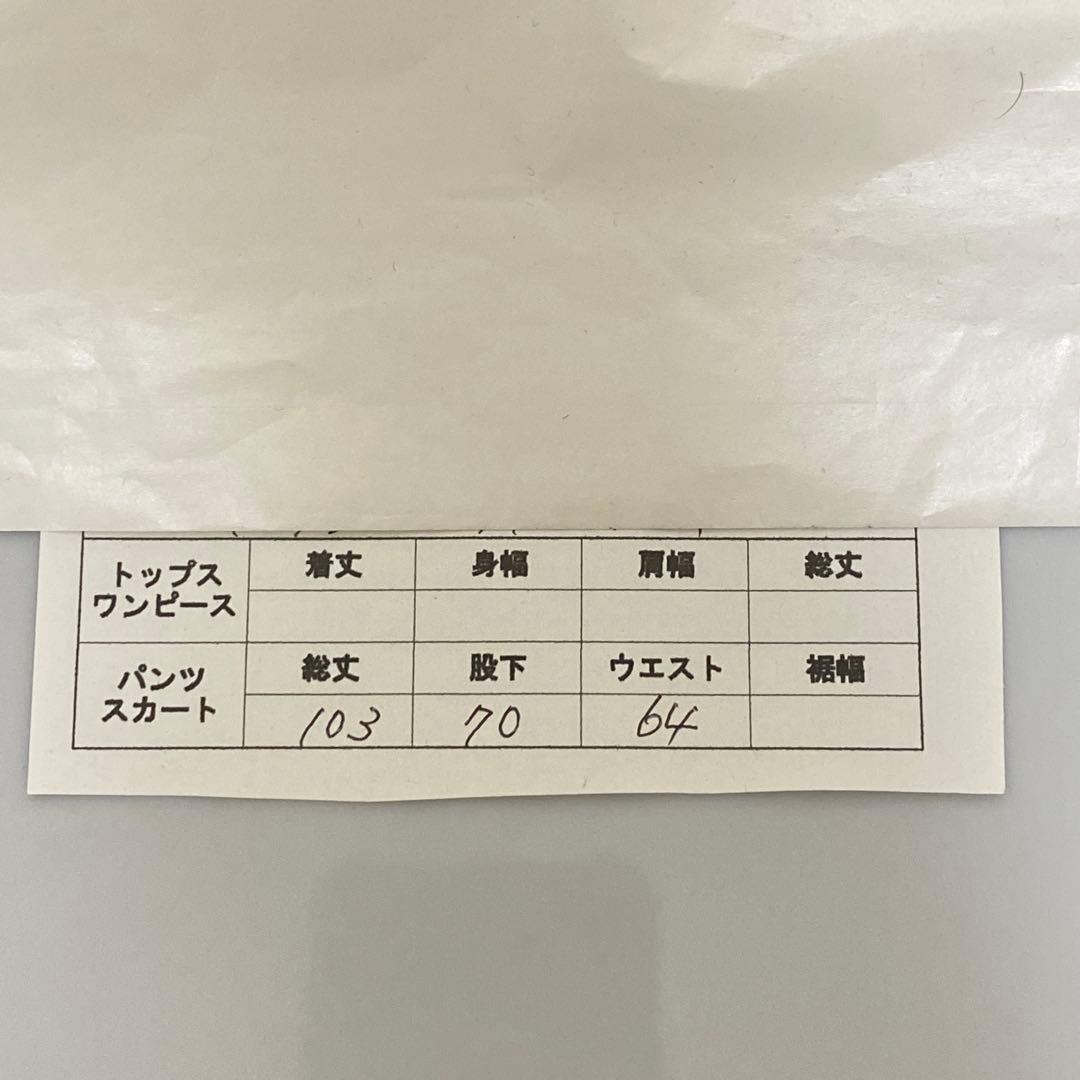 トップス
ワンピース
着丈 身幅 肩幅 総丈
パンツ
スカート
総丈 股下 ウエスト 裾幅
103 70 64